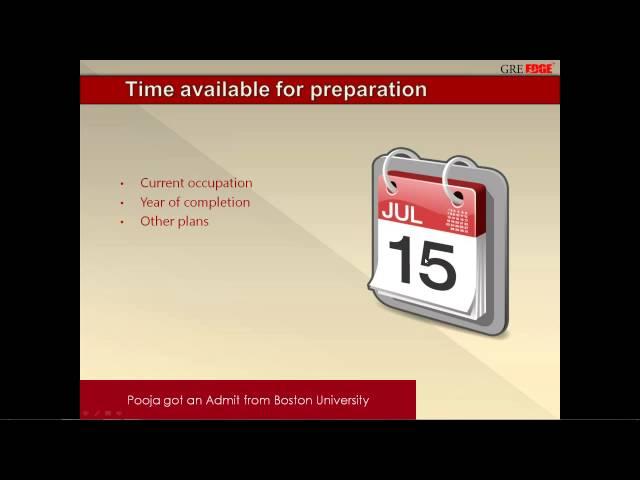 GRE EDGE
Time available for preparation
• Current occupation
• Year of completion
• Other plans
JUL
15
Pooja got an Admit from Boston University